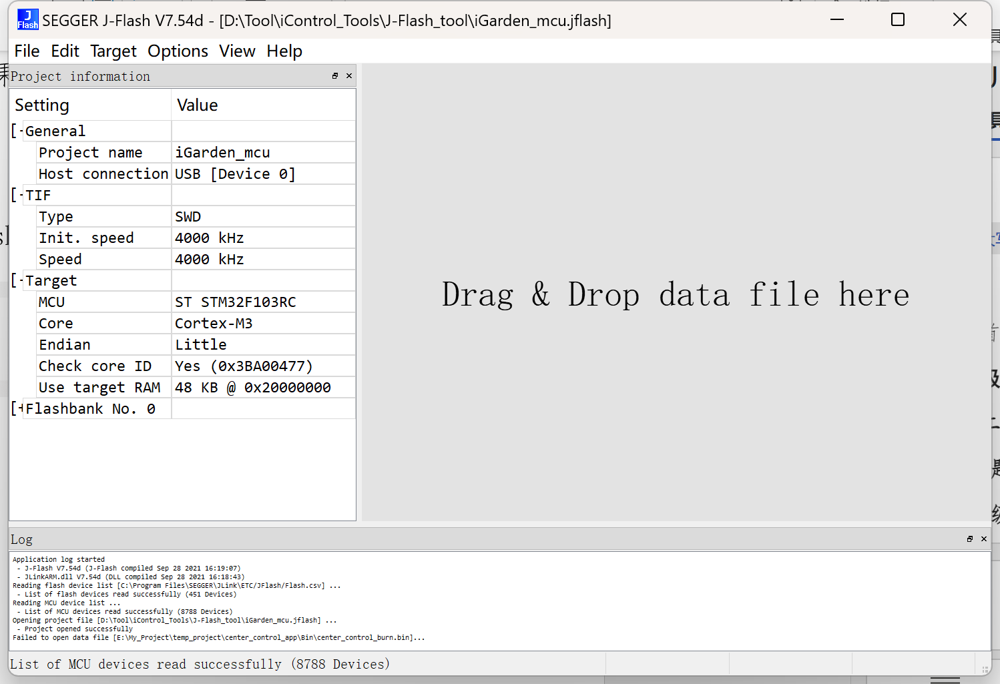 J
Flash
SEGGER J-Flash V7.54d - [D:\Tool\iControl_Tools\J-Flash_tool\iGarden_mcu.jflash]
File Edit Target Options View Help
Project information
Setting Value
[-General
Project name iGarden_mcu
Host connection USB [Device 0]
[-TIF
Type SWD
Init. speed 4000 kHz
Speed 4000 kHz
[-Target
MCU ST STM32F103RC
Core Cortex-M3
Endian Little
Check core ID Yes (0x3BA00477)
Use target RAM 48 KB @ 0x20000000
[+Flashbank No. 0
Drag & Drop data file here
Log
Application log started
- J-Flash V7.54d (J-Flash compiled Sep 28 2021 16:19:07)
- JLinkARM.dll V7.54d (DLL compiled Sep 28 2021 16:18:43)
Reading flash device list [C:\Program Files\SEGGER\JLink\ETC/JFlash/Flash.csv] ...
- List of flash devices read successfully (451 Devices)
Reading MCU device list ...
- List of MCU devices read successfully (8788 Devices)
Opening project file [D:\Tool\iControl_Tools\J-Flash_tool\iGarden_mcu.jflash] ...
- Project opened successfully
Failed to open data file [E:\My_Project\temp_project\center_control_app\Bin\center_control_burn.bin]...
List of MCU devices read successfully (8788 Devices)